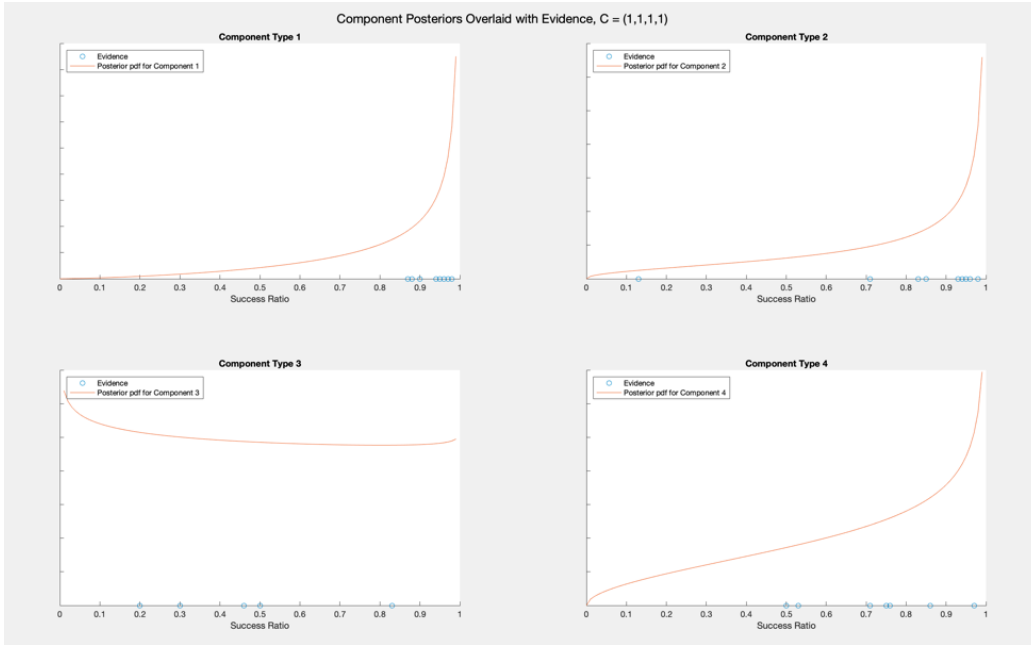 Component Posteriors Overlaid with Evidence, C = (1,1,1,1)
Component Type 1
Evidence
Posterior pdf for Component 1
0 0.1 0.2 0.3 0.4 0.5 0.6 0.7 0.8 0.9 1
Success Ratio
Component Type 2
Evidence
Posterior pdf for Component 2
0 0.1 0.2 0.3 0.4 0.5 0.6 0.7 0.8 0.9 1
Success Ratio
Component Type 3
Evidence
Posterior pdf for Component 3
0 0.1 0.2 0.3 0.4 0.5 0.6 0.7 0.8 0.9 1
Success Ratio
Component Type 4
Evidence
Posterior pdf for Component 4
0 0.1 0.2 0.3 0.4 0.5 0.6 0.7 0.8 0.9 1
Success Ratio